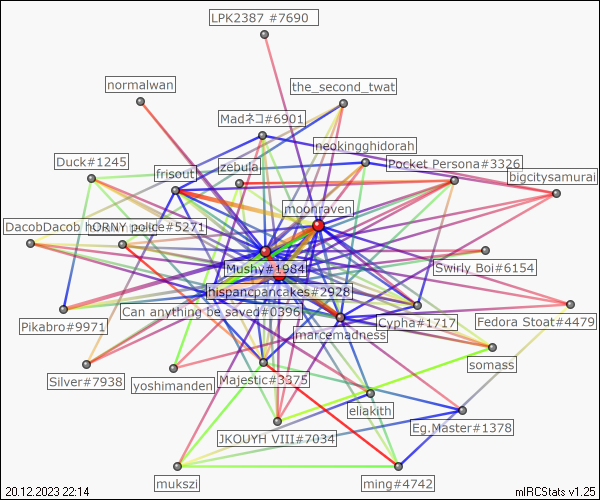 LPK2387 #7690
normalwan
the_second_twat
Madネコ#6901
neokingghidorah
Duck#1245
frisout
zebula
Pocket Persona#3326
bigcitysamurai
moonraven
DacobDacob h
ORNY police#5271
Mushy#1984
Swirly Boi#6154
hispancpancakes#2928
Can anything be saved#0396
Cypha#1717
Fedora Stoat#4479
Pikabro#9971
marcemadness
somass
Silver#7938
yoshimanden
Majestic#3375
eliakith
JKOUYH VIII#7034
Eg.Master#1378
mukszi
ming#4742
20.12.2023 22:14
mIRCStats v1.25